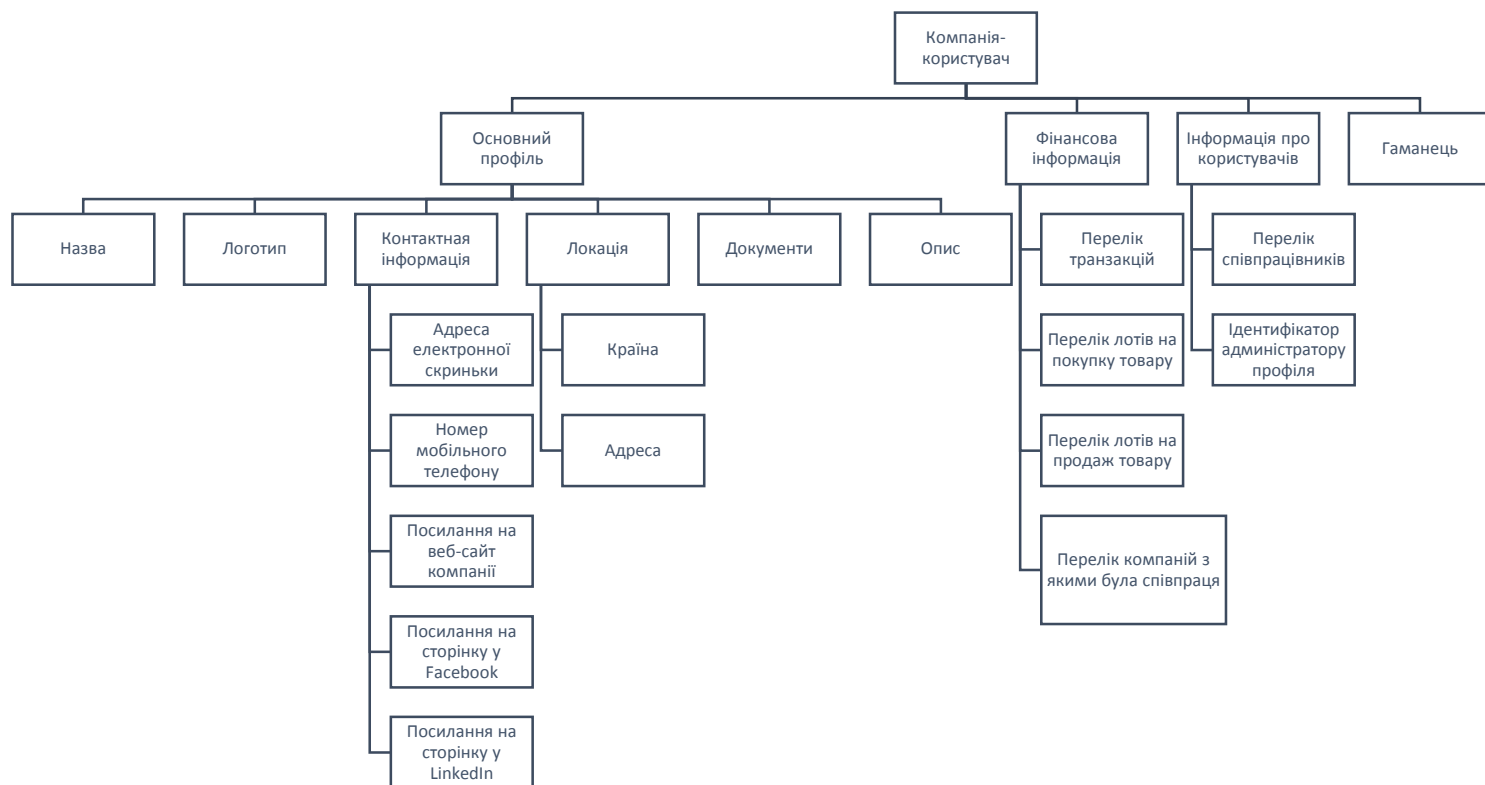 Компанія-
користувач
Основний
профіль
Фінансова
інформація
Інформація про
користувачів
Гаманець
Назва
Логотип
Контактная
інформація
Локація
Документи
Опис
Перелік
транзакцій
Перелік
співпрацівників
Адреса
електронної
скриньки
Країна
Перелік лотів на
покупку товару
Ідентифікатор
адміністратору
профіля
Номер
мобільного
телефону
Адреса
Перелік лотів на
продаж товару
Посилання на
веб-сайт
компанії
Перелік компаній з
якими була співпраця
Посилання на
сторінку у
Facebook
Посилання на
сторінку у
LinkedIn